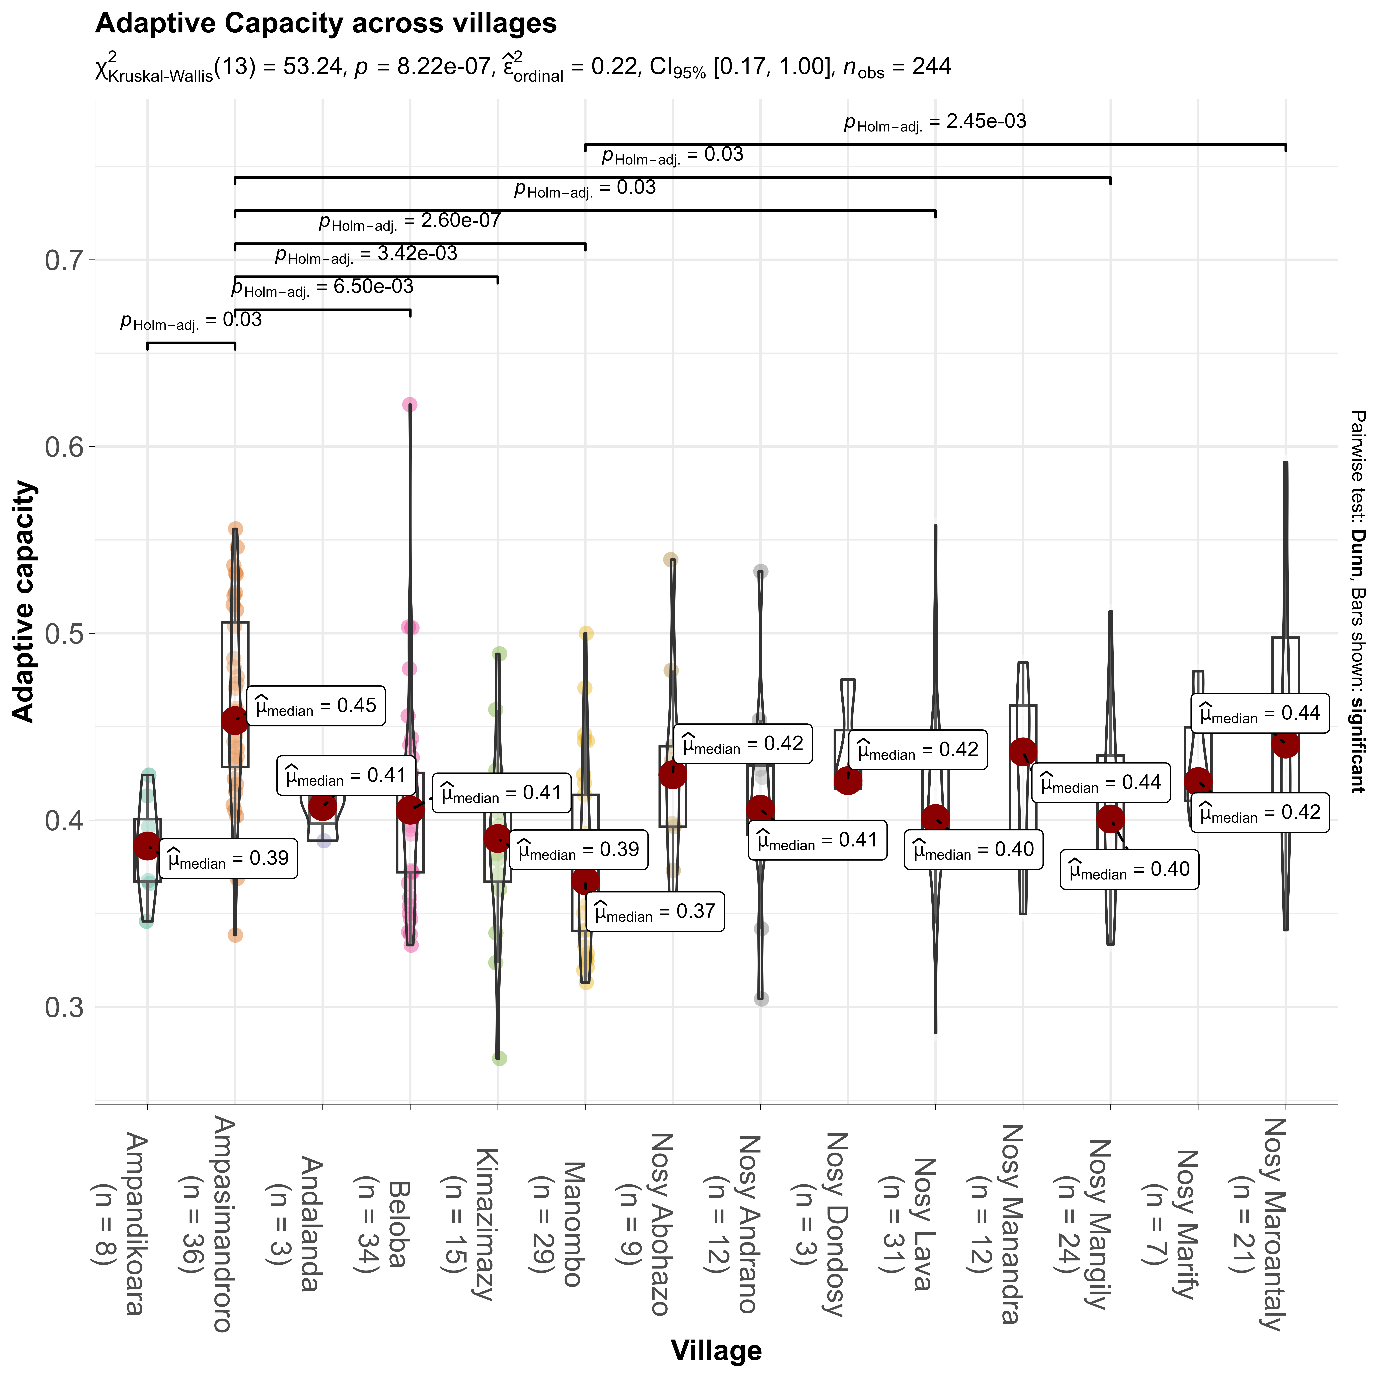 Adaptive Capacity across villages
χ²Kruskal-Wallis(13) = 53.24, p = 8.22e-07, ε̂²ordinal = 0.22, CI95% [0.17, 1.00], nobs = 244
pHolm−adj. = 2.45e-03
pHolm−adj. = 0.03
pHolm−adj. = 0.03
pHolm−adj. = 2.60e-07
pHolm−adj. = 3.42e-03
pHolm−adj. = 6.50e-03
pHolm−adj. = 0.03
0.7
0.6
0.5
0.4
0.3
Adaptive capacity
μ̂median = 0.39
μ̂median = 0.45
μ̂median = 0.41
μ̂median = 0.41
μ̂median = 0.39
μ̂median = 0.37
μ̂median = 0.42
μ̂median = 0.41
μ̂median = 0.42
μ̂median = 0.40
μ̂median = 0.44
μ̂median = 0.40
μ̂median = 0.42
μ̂median = 0.44
Pairwise test: Dunn, Bars shown: significant
Ampandikoara
(n = 8)
Ampasimandroro
(n = 36)
Andalanda
(n = 3)
Beloba
(n = 34)
Kimazimazy
(n = 15)
Manombo
(n = 29)
Nosy Abohazo
(n = 9)
Nosy Andrano
(n = 12)
Nosy Dondosy
(n = 3)
Nosy Lava
(n = 31)
Nosy Manandra
(n = 12)
Nosy Mangily
(n = 24)
Nosy Marify
(n = 7)
Nosy Maroantaly
(n = 21)
Village